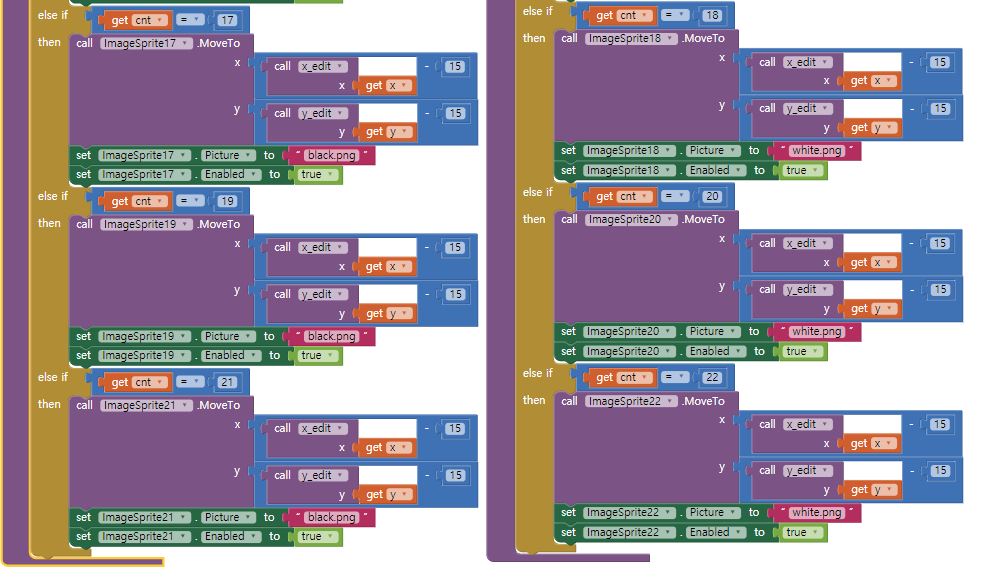 else if get cnt = 17
then call ImageSprite17 .MoveTo
x call x_edit - 15
x get x
y call y_edit - 15
y get y
set ImageSprite17 . Picture to " black.png "
set ImageSprite17 . Enabled to true
else if get cnt = 19
then call ImageSprite19 .MoveTo
x call x_edit - 15
x get x
y call y_edit - 15
y get y
set ImageSprite19 . Picture to " black.png "
set ImageSprite19 . Enabled to true
else if get cnt = 21
then call ImageSprite21 .MoveTo
x call x_edit - 15
x get x
y call y_edit - 15
y get y
set ImageSprite21 . Picture to " black.png "
set ImageSprite21 . Enabled to true
else if get cnt = 18
then call ImageSprite18 .MoveTo
x call x_edit - 15
x get x
y call y_edit - 15
y get y
set ImageSprite18 . Picture to " white.png "
set ImageSprite18 . Enabled to true
else if get cnt = 20
then call ImageSprite20 .MoveTo
x call x_edit - 15
x get x
y call y_edit - 15
y get y
set ImageSprite20 . Picture to " white.png "
set ImageSprite20 . Enabled to true
else if get cnt = 22
then call ImageSprite22 .MoveTo
x call x_edit - 15
x get x
y call y_edit - 15
y get y
set ImageSprite22 . Picture to " white.png "
set ImageSprite22 . Enabled to true